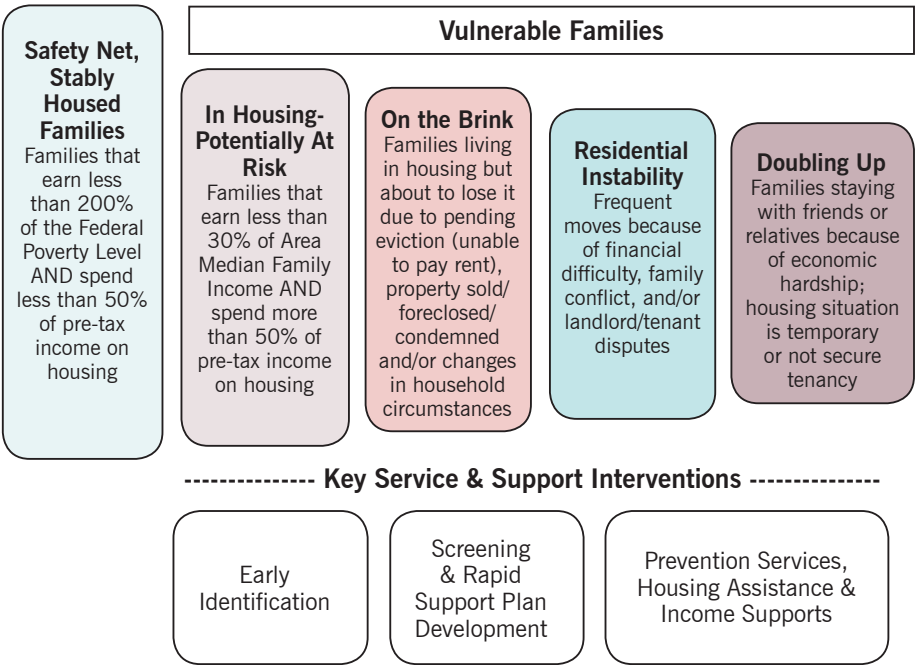 Safety Net,
Stably
Housed
Families
Families that
earn less
than 200%
of the Federal
Poverty Level
AND spend
less than 50%
of pre-tax
income on
housing
Vulnerable Families
In Housing-
Potentially At
Risk
Families that
earn less than
30% of Area
Median Family
Income AND
spend more
than 50% of
pre-tax income
on housing
On the Brink
Families living
in housing but
about to lose it
due to pending
eviction (unable
to pay rent),
property sold/
foreclosed/
condemned
and/or changes
in household
circumstances
Residential
Instability
Frequent
moves because
of financial
difficulty, family
conflict, and/or
landlord/tenant
disputes
Doubling Up
Families staying
with friends or
relatives because
of economic
hardship;
housing situation
is temporary
or not secure
tenancy
-------------- Key Service & Support Interventions --------------
Early
Identification
Screening
& Rapid
Support Plan
Development
Prevention Services,
Housing Assistance &
Income Supports